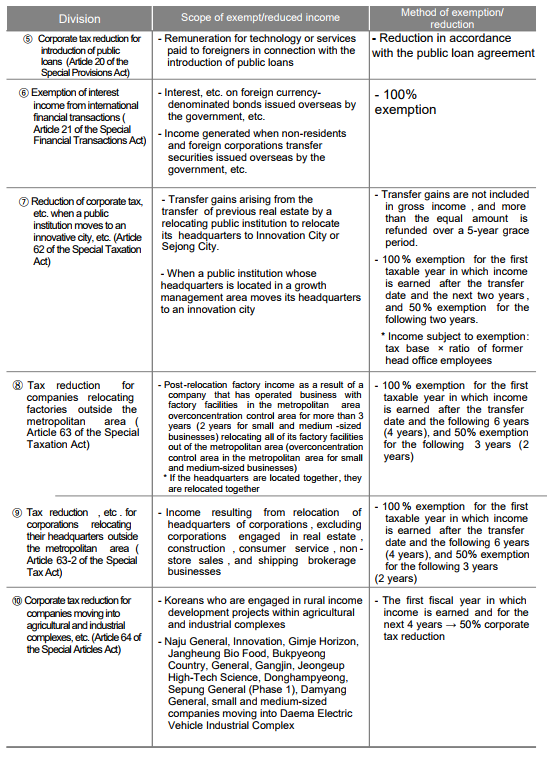 Division
Scope of exempt/reduced income
Method of exemption/
reduction
⑤ Corporate tax reduction for
introduction of public
loans (Article 20 of the
Special Provisions Act)
- Remuneration for technology or services
paid to foreigners in connection with the
introduction of public loans
- Reduction in accordance
with the public loan agreement
⑥ Exemption of interest
income from international
financial transactions (
Article 21 of the Special
Financial Transactions Act)
- Interest, etc. on foreign currency-
denominated bonds issued overseas by
the government, etc.
- Income generated when non-residents
and foreign corporations transfer
securities issued overseas by the
government, etc.
- 100%
exemption
⑦ Reduction of corporate tax,
etc. when a public
institution moves to an
innovative city, etc. (Article
62 of the Special Taxation
Act)
- Transfer gains arising from the
transfer of previous real estate by a
relocating public institution to relocate
its headquarters to Innovation City or
Sejong City.
- When a public institution whose
headquarters is located in a growth
management area moves its headquarters
to an innovation city
- Transfer gains are not included
in gross income , and more
than the equal amount is
refunded over a 5-year grace
period.
- 100% exemption for the first
taxable year in which income
is earned after the transfer
date and the next two years ,
and 50% exemption for the
following two years.
* Income subject to exemption:
tax base × ratio of former
head office employees
⑧ Tax reduction for
companies relocating
factories outside the
metropolitan area (
Article 63 of the Special
Taxation Act)
- Post-relocation factory income as a result of a
company that has operated business with
factory facilities in the metropolitan area
overconcentration control area for more than 3
years (2 years for small and medium -sized
businesses) relocating all of its factory facilities
out of the metropolitan area (overconcentration
control area in the metropolitan area for small
and medium-sized businesses)
* If the headquarters are located together, they
are relocated together
- 100% exemption for the first
taxable year in which income
is earned after the transfer
date and the following 6 years
(4 years), and 50% exemption
for the following 3 years (2
years)
⑨ Tax reduction , etc . for
corporations relocating
their headquarters outside
the metropolitan area (
Article 63-2 of the Special
Tax Act)
- Income resulting from relocation of
headquarters of corporations , excluding
corporations engaged in real estate ,
construction , consumer service , non -
store sales , and shipping brokerage
businesses
- 100% exemption for the first
taxable year in which income
is earned after the transfer
date and the following 6 years
(4 years), and 50% exemption
for the following 3 years
(2 years)
⑩ Corporate tax reduction for
companies moving into
agricultural and industrial
complexes, etc. (Article 64 of
the Special Articles Act)
- Koreans who are engaged in rural income
development projects within agricultural
and industrial complexes
- Naju General, Innovation, Gimje Horizon,
Jangheung Bio Food, Bukpyeong
Country, General, Gangjin, Jeongeup
High-Tech Science, Donghampyeong,
Sepung General (Phase 1), Damyang
General, small and medium-sized
companies moving into Daema Electric
Vehicle Industrial Complex
- The first fiscal year in which
income is earned and for the
next 4 years → 50% corporate
tax reduction